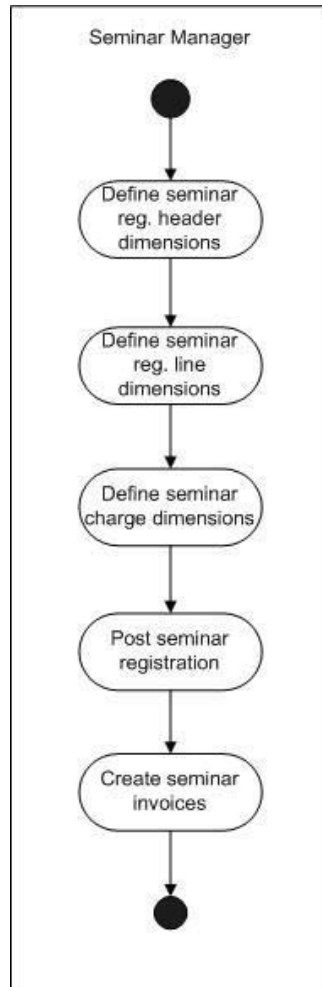 Seminar Manager
Define seminar
reg. header
dimensions
Define seminar
reg. line
dimensions
Define seminar
charge dimensions
Post seminar
registration
Create seminar
invoices